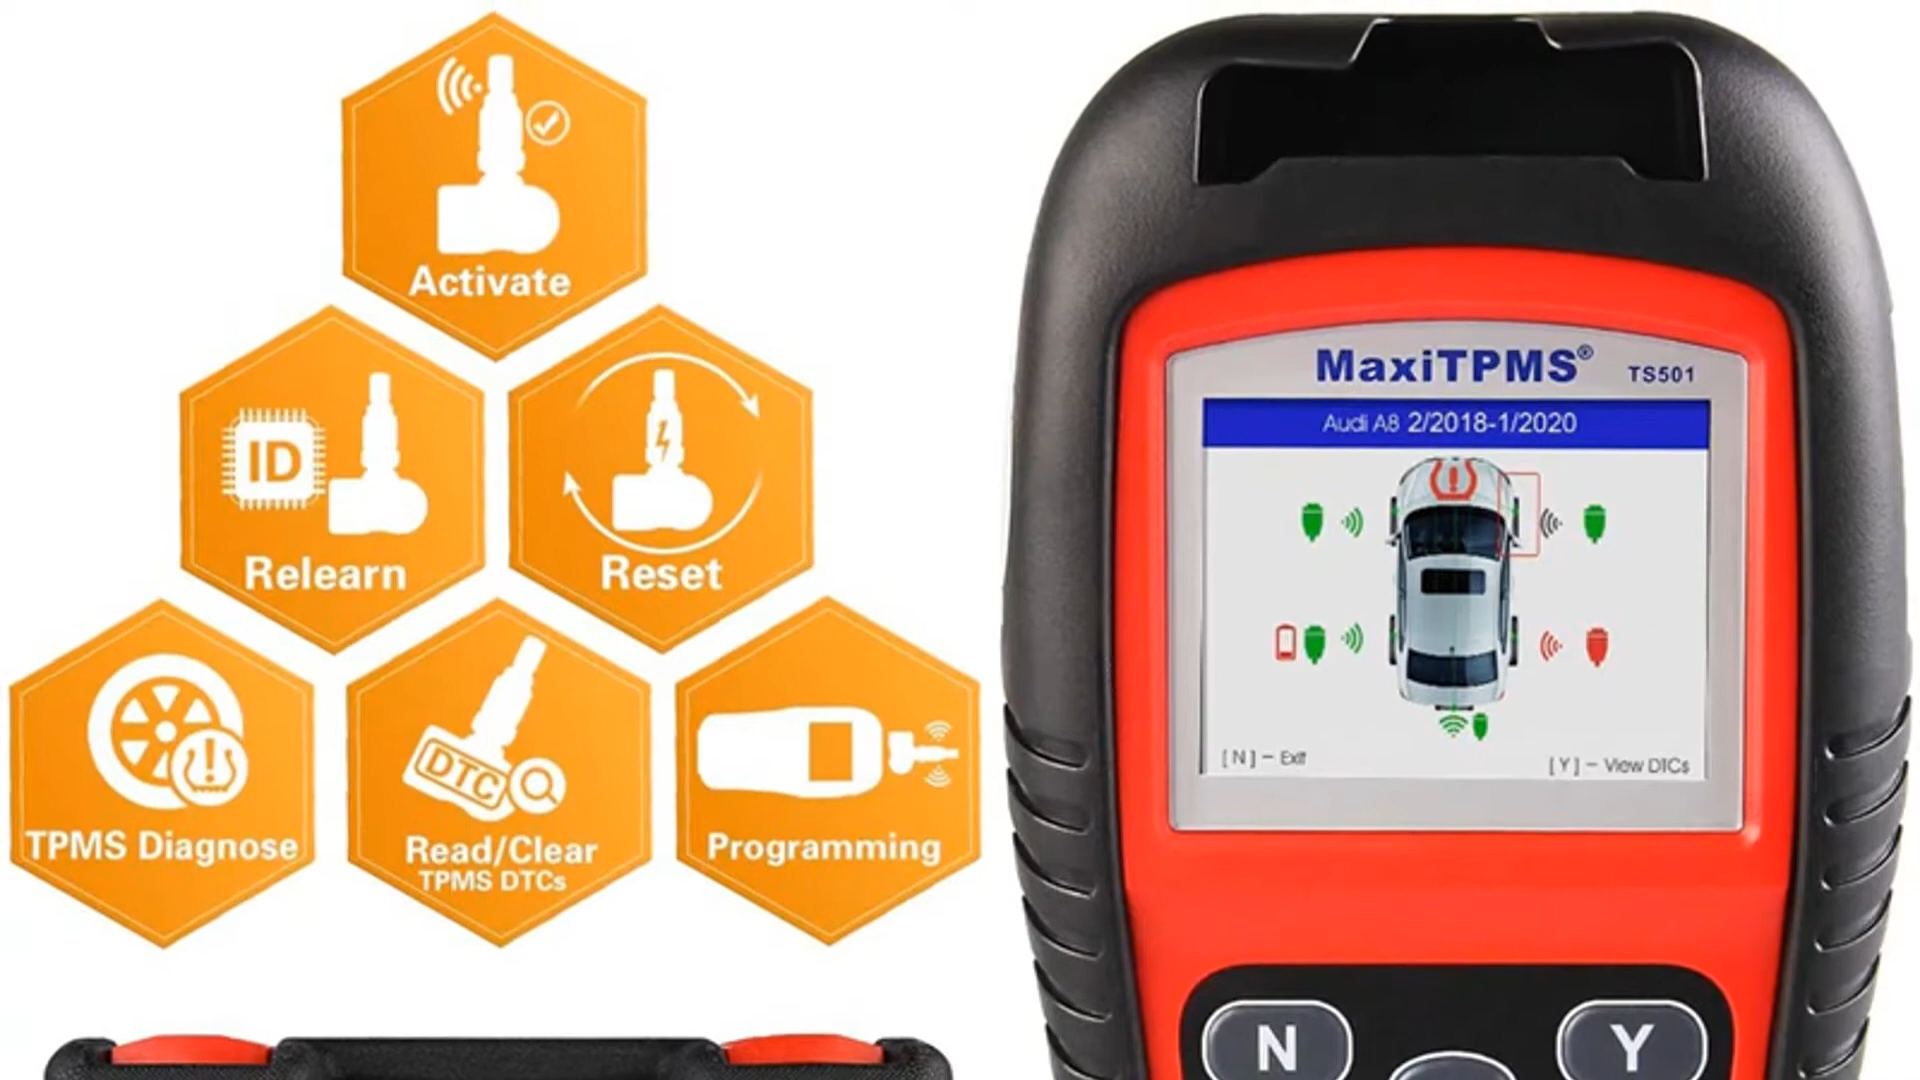 Activate
ID
Relearn
Reset
TPMS Diagnose
DTC
Read/Clear
TPMS DTCs
Programming
MaxiTPMS®
TS501
Audi A8 2/2018-1/2020
[N] – Exit
[Y] – View DTCs
N
Y